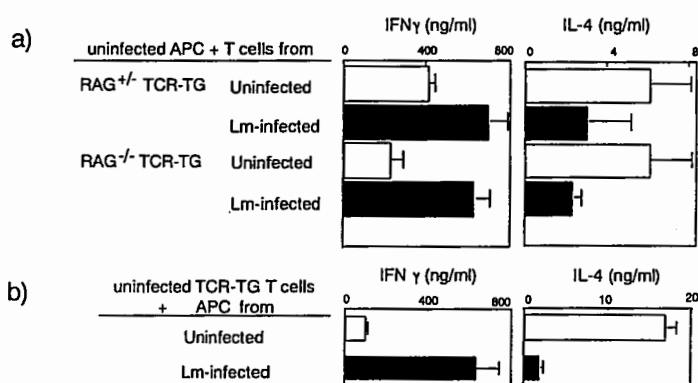 a)
IFNγ (ng/ml) IL-4 (ng/ml)
uninfected APC + T cells from
0 400 800 0 4 8
RAG+/- TCR-TG Uninfected
Lm-infected
RAG-/- TCR-TG Uninfected
Lm-infected
b)
IFN γ (ng/ml) IL-4 (ng/ml)
uninfected TCR-TG T cells
+ APC from
0 400 800 0 10 20
Uninfected
Lm-infected